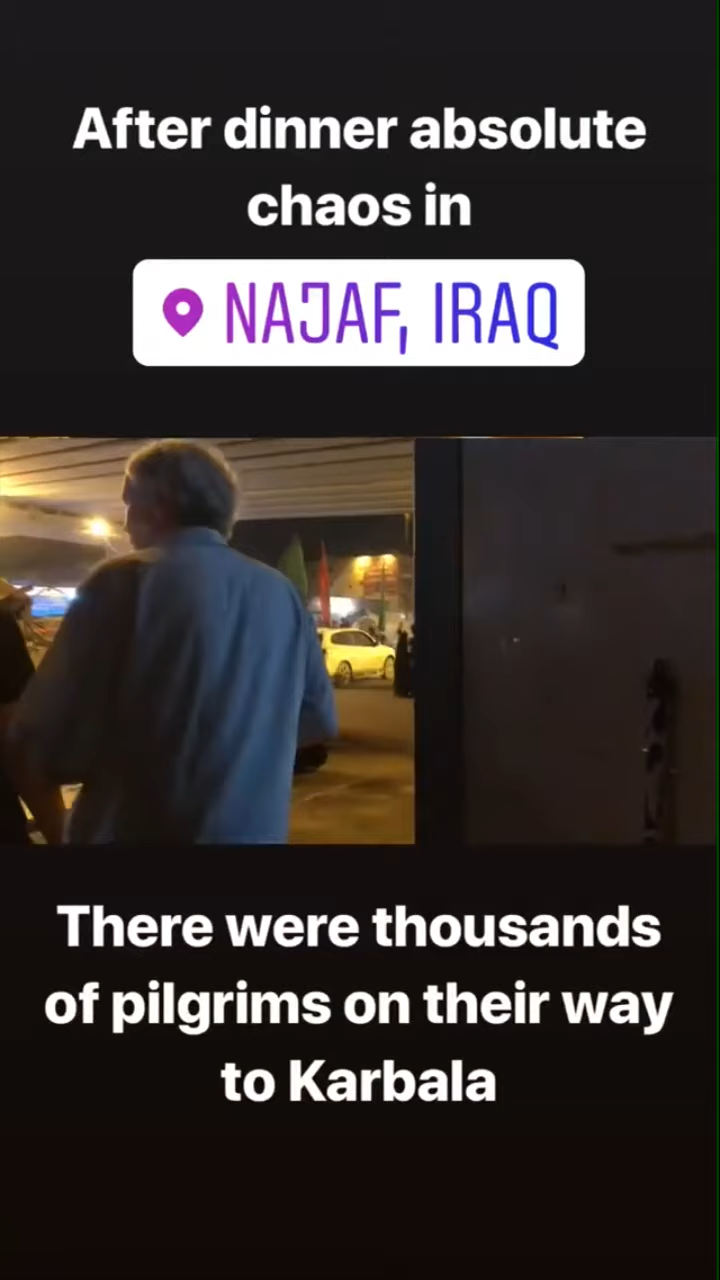 After dinner absolute
chaos in
NAJAF, IRAQ
There were thousands
of pilgrims on their way
to Karbala